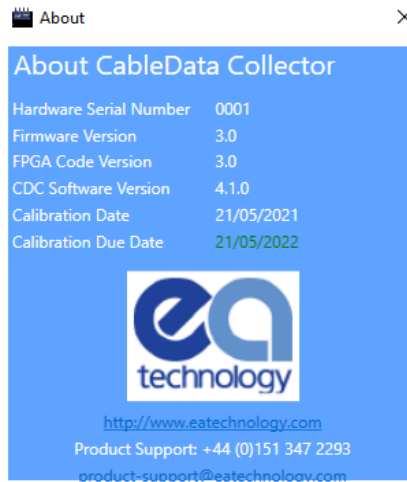 About
About CableData Collector
Hardware Serial Number 0001
Firmware Version 3.0
FPGA Code Version 3.0
CDC Software Version 4.1.0
Calibration Date 21/05/2021
Calibration Due Date 21/05/2022
ea
technology
http://www.eatechnology.com
Product Support: +44 (0)151 347 2293
product-support@eatechnology.com